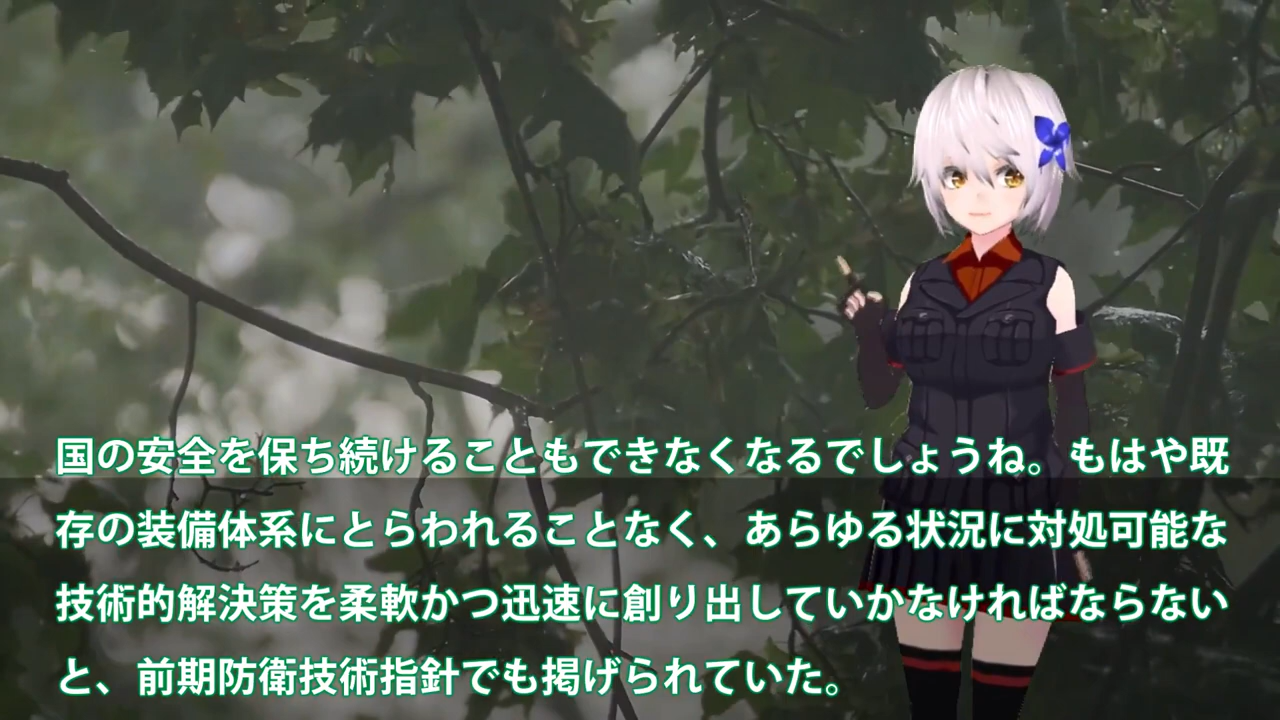 国の安全を保ち続けることもできなくなるでしょうね。もはや既
存の装備体系にとらわれることなく、あらゆる状況に対処可能な
技術的解決策を柔軟かつ迅速に創り出していかなければならない
と、前期防衛技術指針でも掲げられていた。